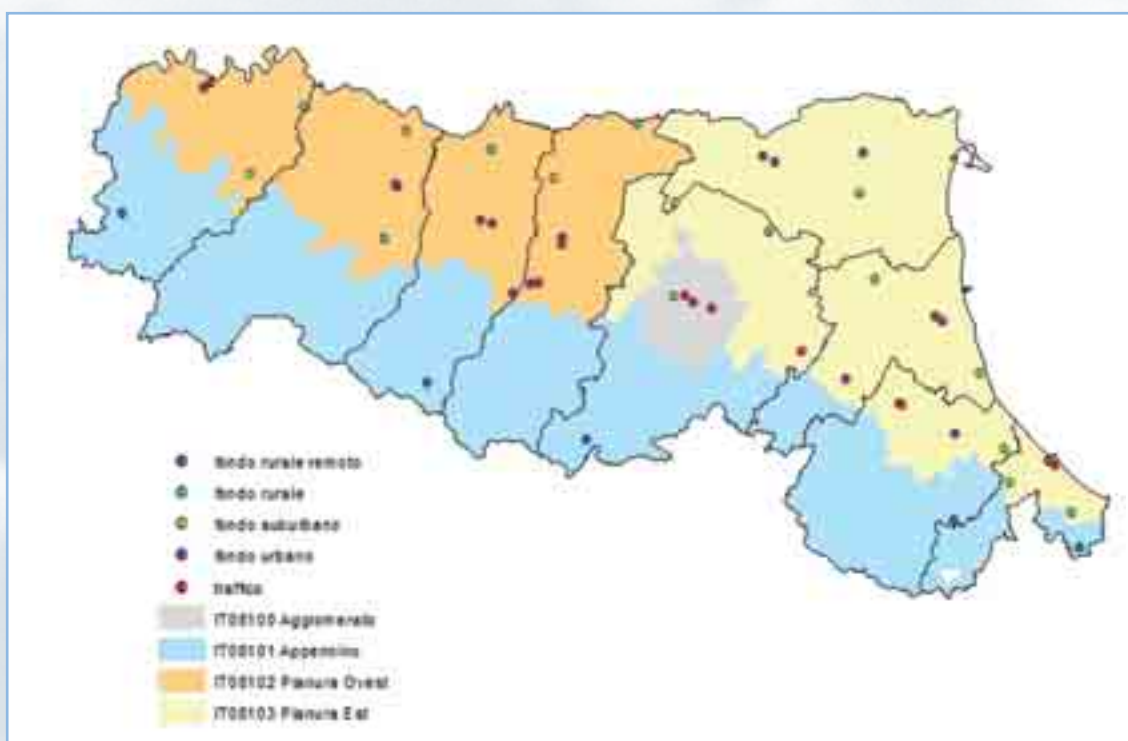 fondo rurale remoto
fondo rurale
fondo suburbano
fondo urbano
traffico
IT08100 Agglomerato
IT08101 Appennino
IT08102 Pianura Ovest
IT08103 Pianura Est